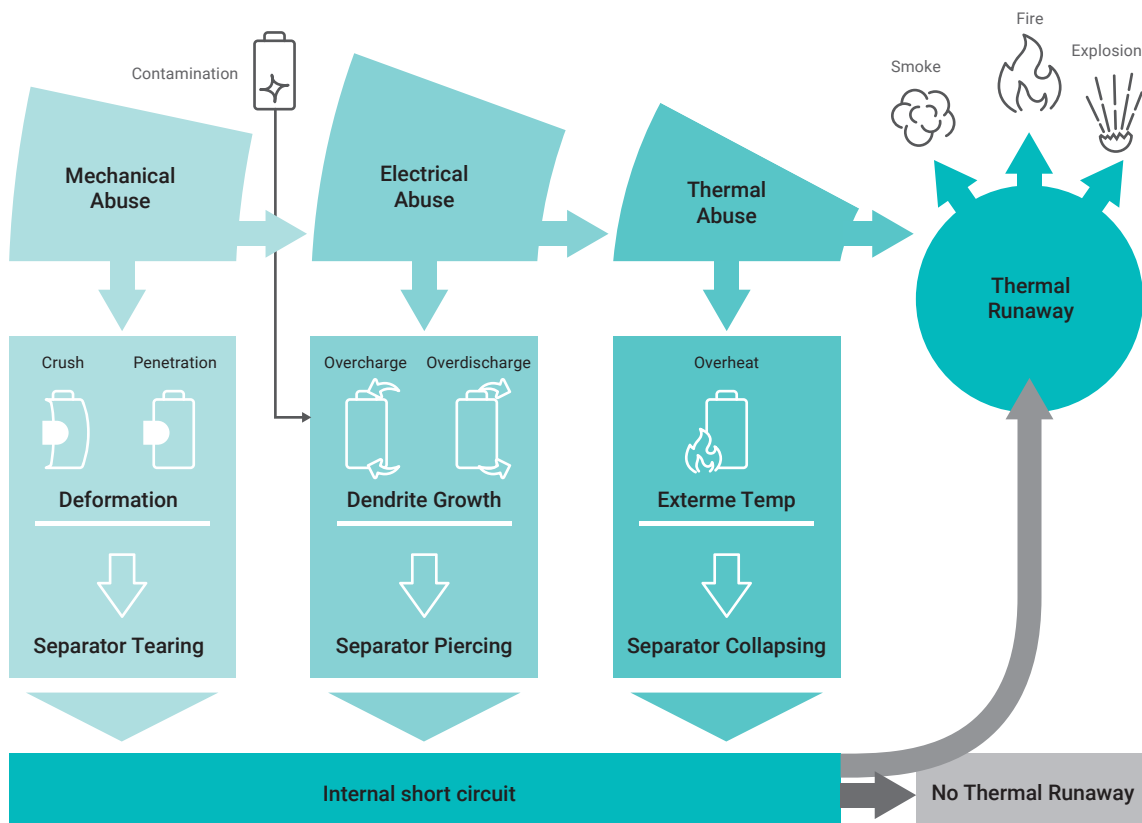 Fire
Explosion
Smoke
Contamination
Mechanical
Abuse
Electrical
Abuse
Thermal
Abuse
Thermal
Runaway
Crush
Penetration
Deformation
Separator Tearing
Overcharge
Overdischarge
Dendrite Growth
Separator Piercing
Overheat
Exterme Temp
Separator Collapsing
Internal short circuit
No Thermal Runaway